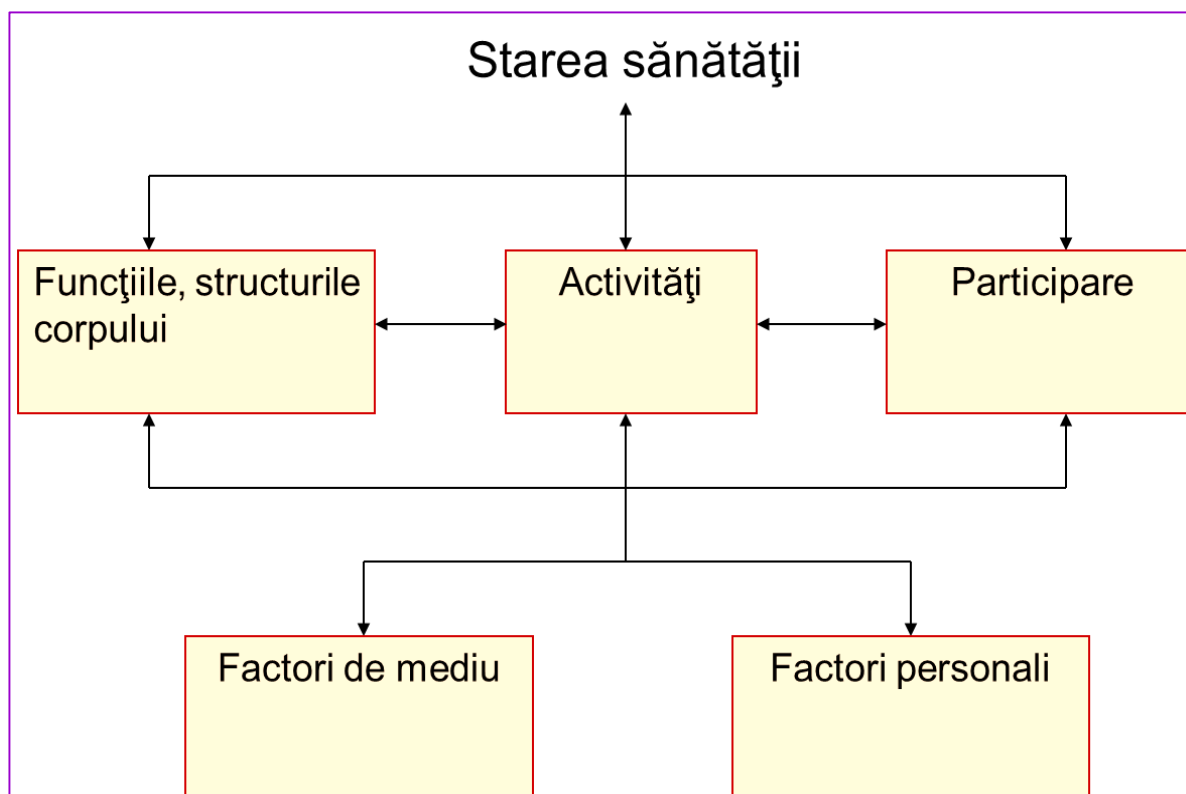 Starea sănătăţii
Funcţiile, structurile
corpului
Activităţi
Participare
Factori de mediu
Factori personali